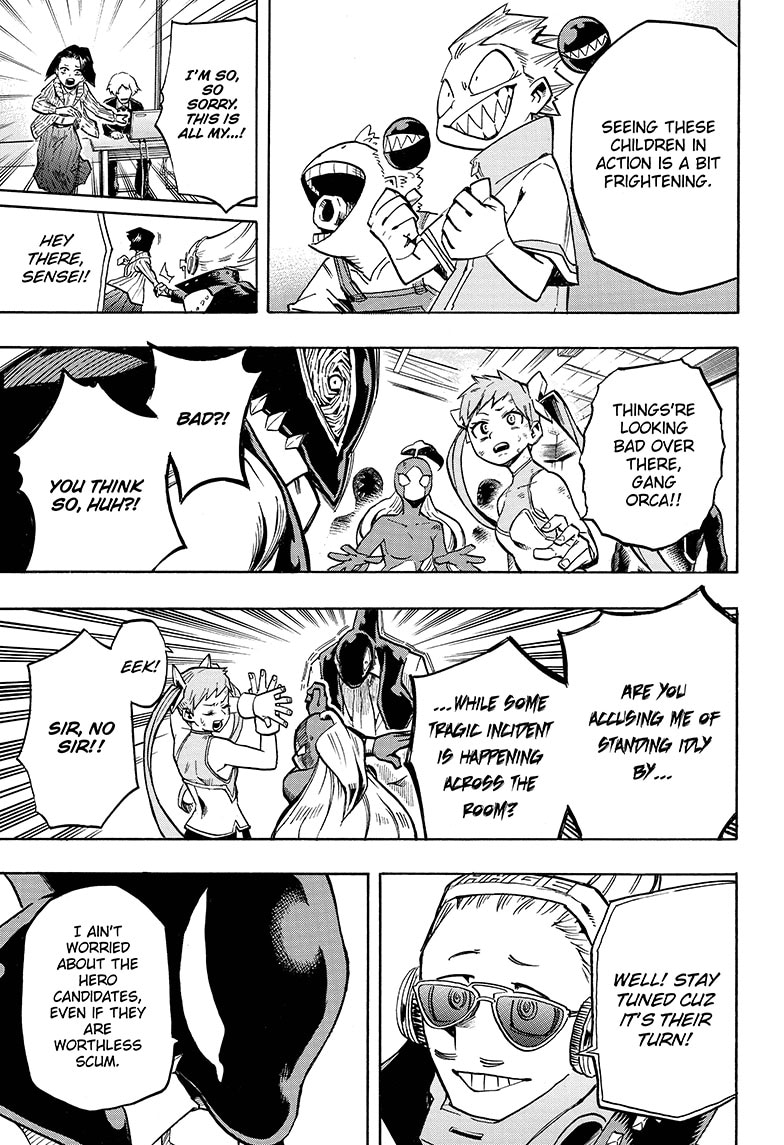 SEEING THESE
CHILDREN IN
ACTION IS A BIT
FRIGHTENING.
I'M SO,
SO
SORRY.
THIS IS
ALL MY...!
HEY
THERE,
SENSEI!
THINGS'RE
LOOKING
BAD OVER
THERE,
GANG
ORCA!!
BAD?!
YOU THINK
SO, HUH?!
ARE YOU
ACCUSING ME OF
STANDING IDLY
BY...
...WHILE SOME
TRAGIC INCIDENT
IS HAPPENING
ACROSS THE
ROOM?
EEK!
SIR, NO
SIR!!
WELL! STAY
TUNED CUZ
IT'S THEIR
TURN!
I AIN'T
WORRIED
ABOUT THE
HERO
CANDIDATES,
EVEN IF THEY
ARE
WORTHLESS
SCUM.